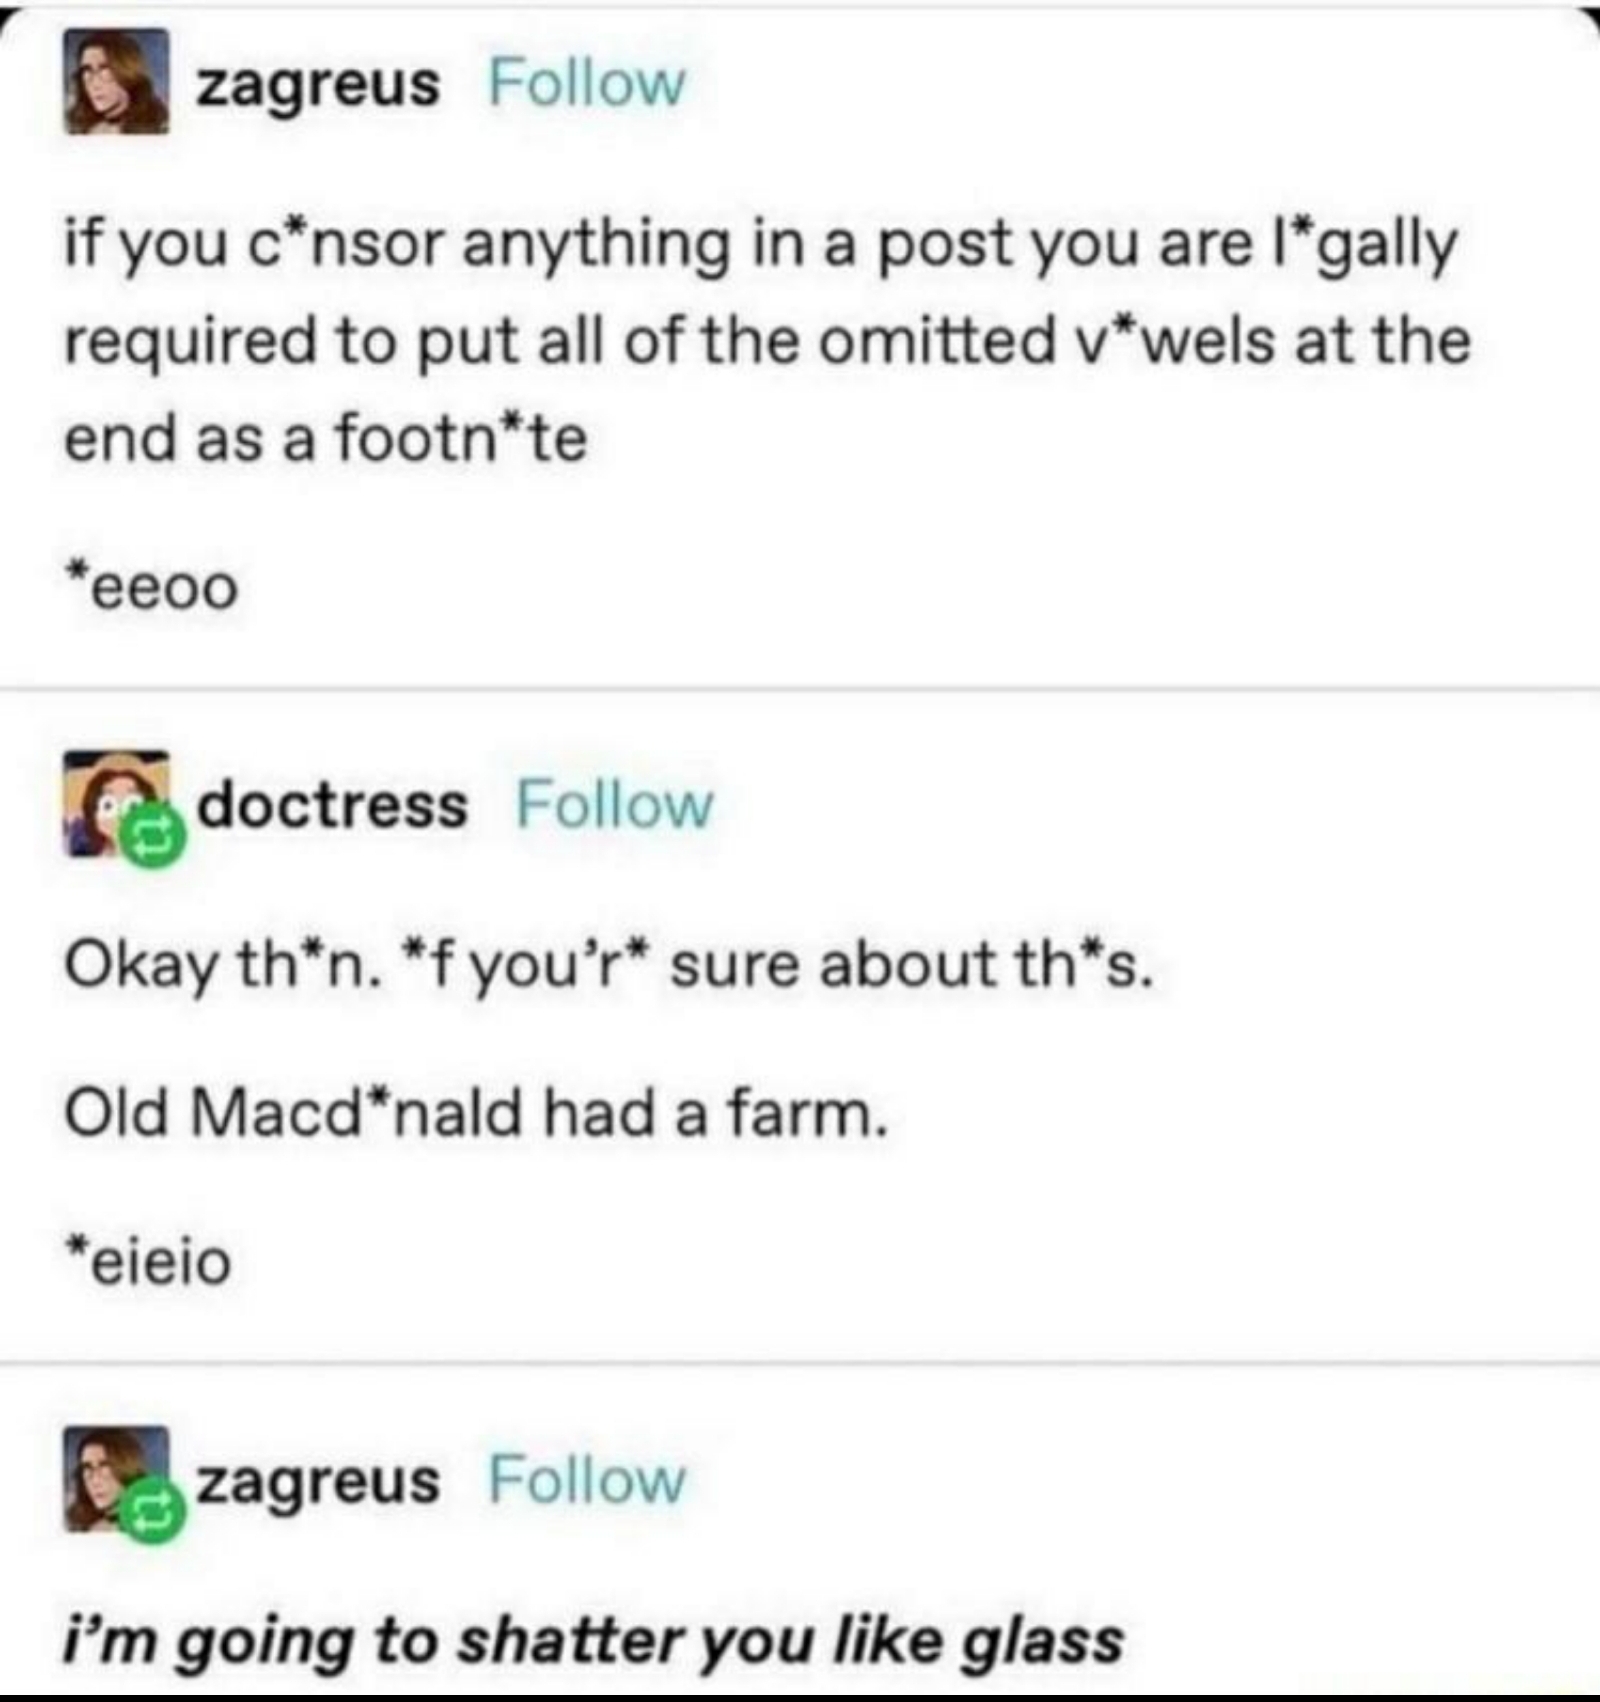 zagreus Follow
if you c*nsor anything in a post you are l*gally
required to put all of the omitted v*wels at the
end as a footn*te
*eeoo
doctress Follow
Okay th*n. *f you’r* sure about th*s.
Old Macd*nald had a farm.
*eieio
zagreus Follow
i’m going to shatter you like glass